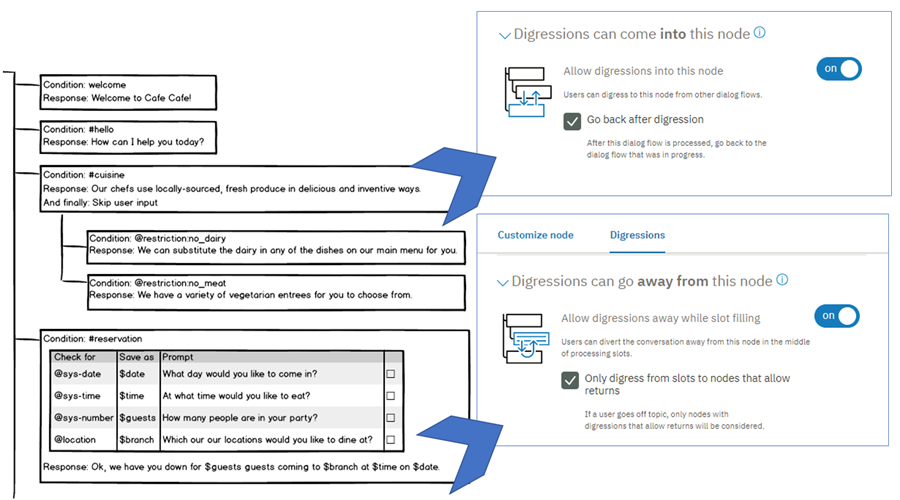 Condition: welcome
Response: Welcome to Cafe Cafe!
Condition: #hello
Response: How can I help you today?
Condition: #cuisine
Response: Our chefs use locally-sourced, fresh produce in delicious and inventive ways.
And finally: Skip user input
Condition: @restriction:no_dairy
Response: We can substitute the dairy in any of the dishes on our main menu for you.
Condition: @restriction:no_meat
Response: We have a variety of vegetarian entrees for you to choose from.
Condition: #reservation
Check for Save as Prompt
@sys-date $date What day would you like to come in?
@sys-time $time At what time would you like to eat?
@sys-number $guests How many people are in your party?
@location $branch Which our our locations would you like to dine at?
Response: Ok, we have you down for $guests guests coming to $branch at $time on $date.
Digressions can come into this node
Allow digressions into this node
on
Users can digress to this node from other dialog flows.
Go back after digression
After this dialog flow is processed, go back to the
dialog flow that was in progress.
Customize node Digressions
Digressions can go away from this node
Allow digressions away while slot filling
on
Users can divert the conversation away from this node in the middle
of processing slots.
Only digress from slots to nodes that allow
returns
If a user goes off topic, only nodes with
digressions that allow returns will be considered.